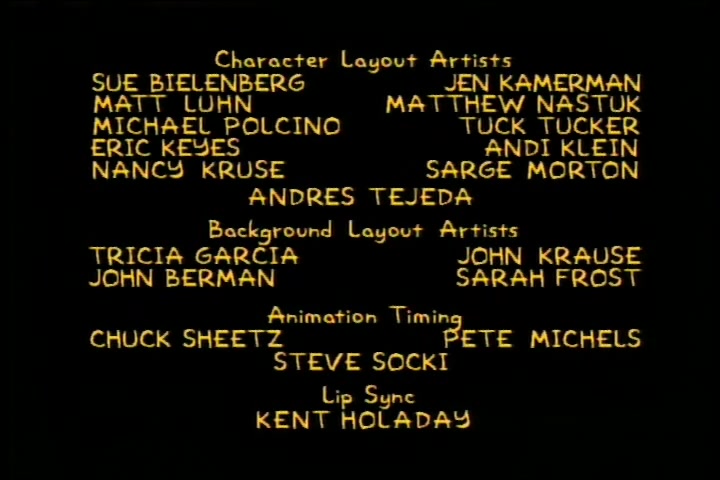 Character Layout Artists
SUE BIELENBERG JEN KAMERMAN
MATT LUHN MATTHEW NASTUK
MICHAEL POLCINO TUCK TUCKER
ERIC KEYES ANDI KLEIN
NANCY KRUSE SARGE MORTON
ANDRES TEJEDA
Background Layout Artists
TRICIA GARCIA JOHN KRAUSE
JOHN BERMAN SARAH FROST
Animation Timing
CHUCK SHEETZ PETE MICHELS
STEVE SOCKI
Lip Sync
KENT HOLADAY